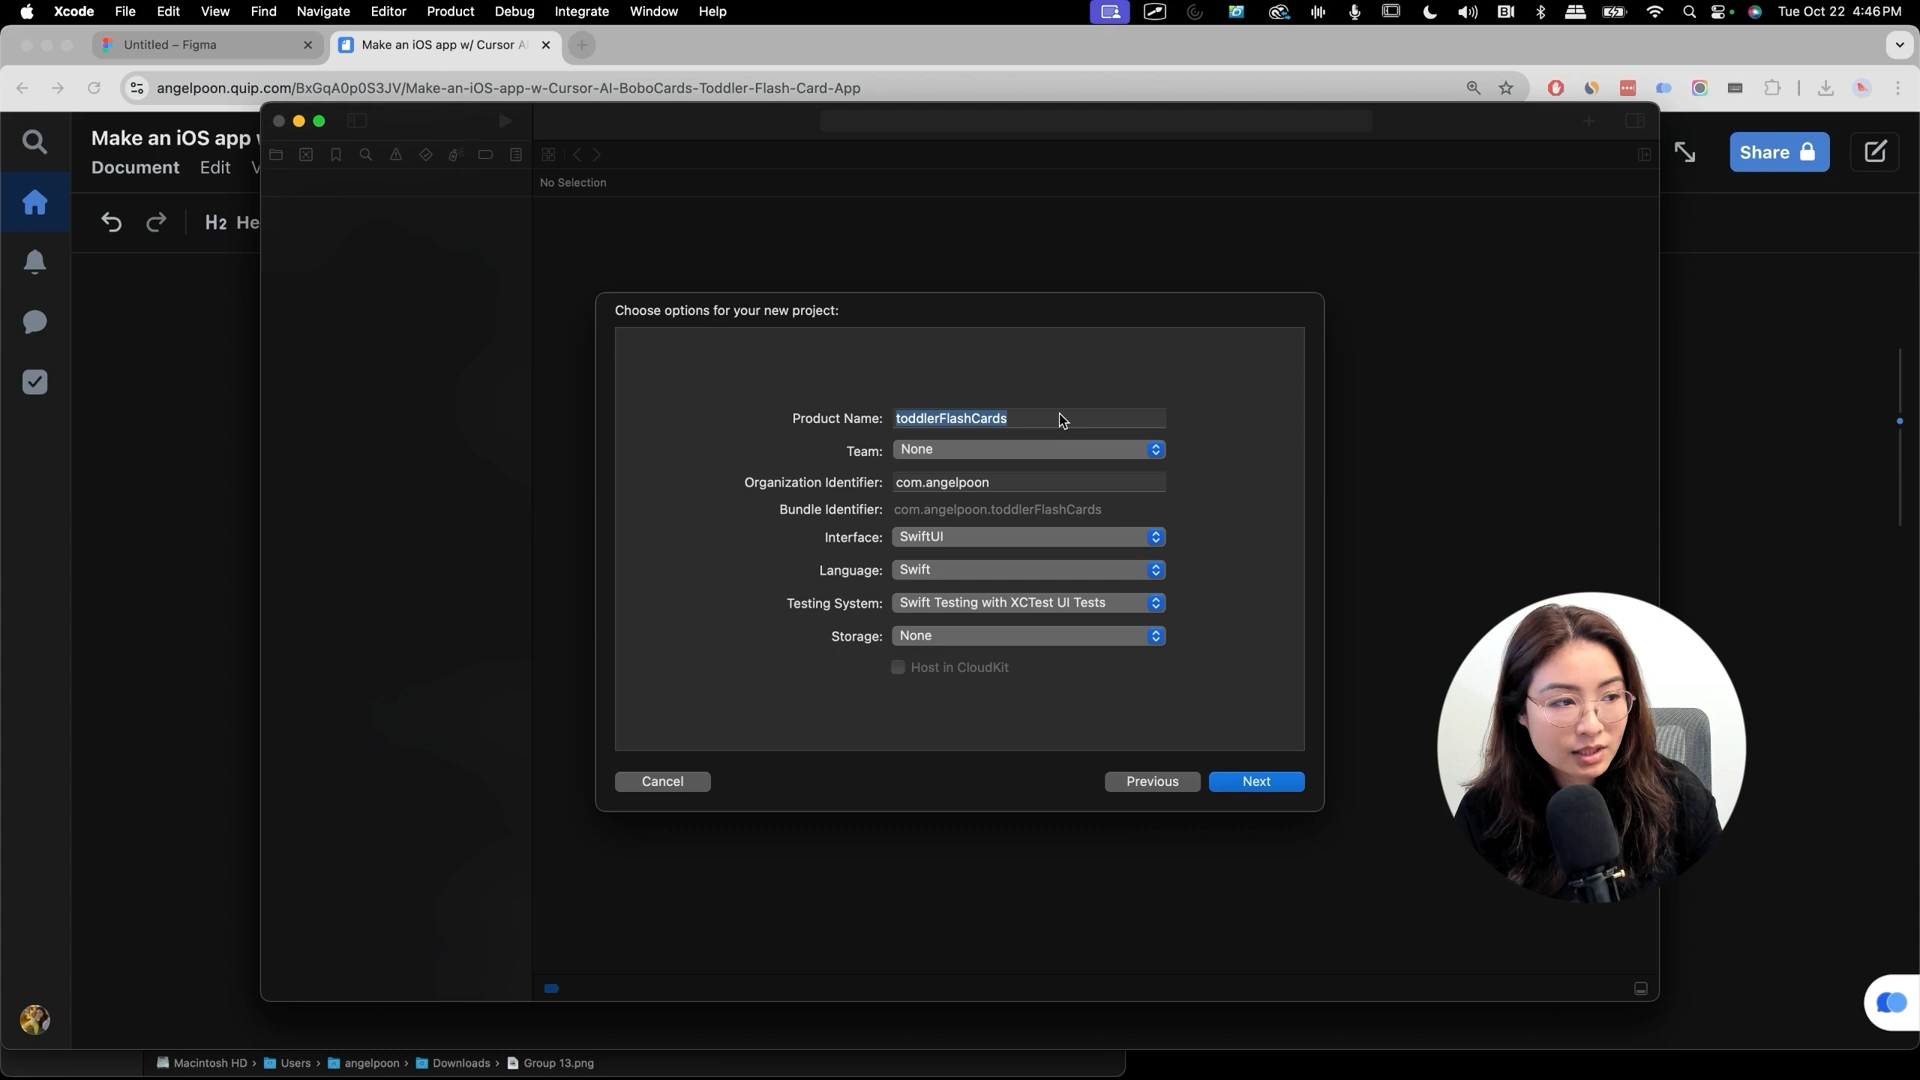 Xcode File Edit View Find Navigate Editor Product Debug Integrate Window Help
Tue Oct 22 4:46 PM
Untitled – Figma
Make an iOS app w/ Cursor AI
angelpoon.quip.com/BxGqA0p0S3JV/Make-an-iOS-app-w-Cursor-AI-BoboCards-Toddler-Flash-Card-App
Make an iOS app
Document Edit V
Share
H2 He
No Selection
Choose options for your new project:
Product Name: toddlerFlashCards
Team: None
Organization Identifier: com.angelpoon
Bundle Identifier: com.angelpoon.toddlerFlashCards
Interface: SwiftUI
Language: Swift
Testing System: Swift Testing with XCTest UI Tests
Storage: None
Host in CloudKit
Cancel Previous Next
Macintosh HD › Users › angelpoon › Downloads › Group 13.png